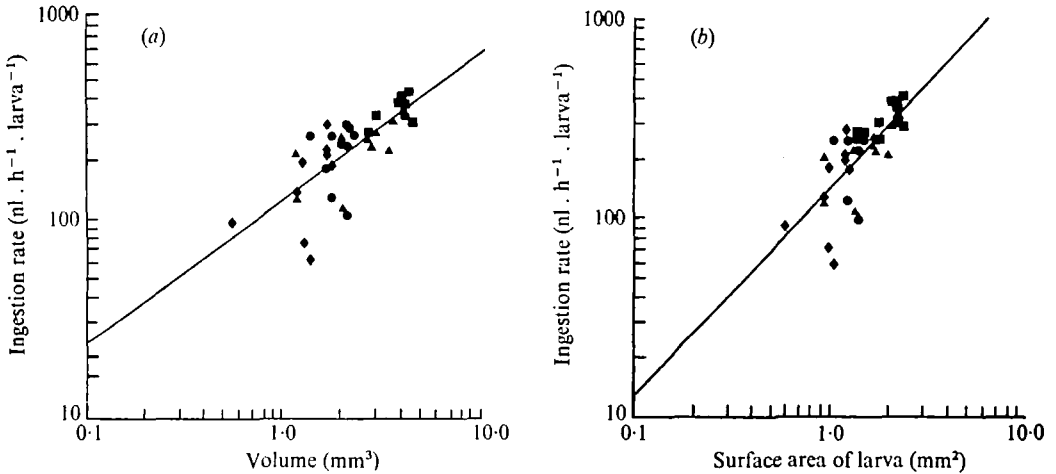 (a)
1000
100
10
Ingestion rate (nl . h⁻¹ . larva⁻¹)
0·1
1·0
10·0
Volume (mm³)
(b)
1000
100
10
Ingestion rate (nl . h⁻¹ . larva⁻¹)
0·1
1·0
10·0
Surface area of larva (mm²)